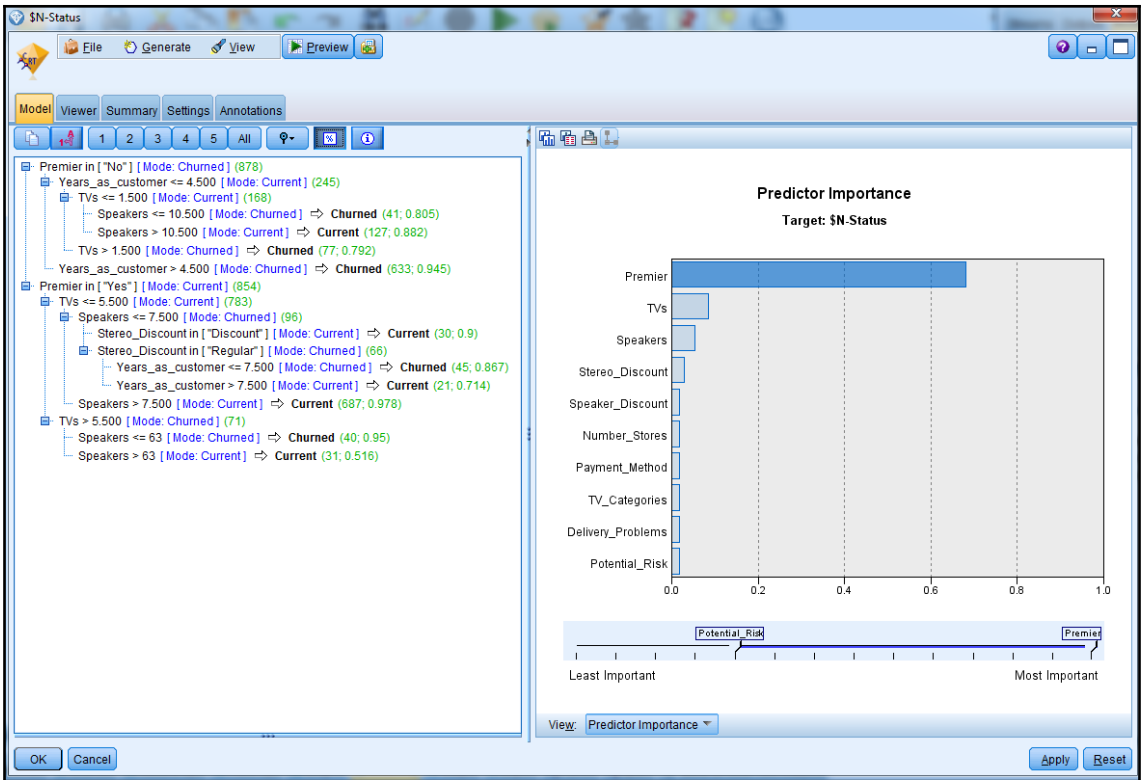 $N-Status
File Generate View Preview
CRT
Model Viewer Summary Settings Annotations
1 2 3 4 5 All %
Premier in ["No"] [Mode: Churned] (878)
Years_as_customer <= 4.500 [Mode: Current] (245)
TVs <= 1.500 [Mode: Current] (168)
Speakers <= 10.500 [Mode: Churned] ⇨ Churned (41; 0.805)
Speakers > 10.500 [Mode: Current] ⇨ Current (127; 0.882)
TVs > 1.500 [Mode: Churned] ⇨ Churned (77; 0.792)
Years_as_customer > 4.500 [Mode: Churned] ⇨ Churned (633; 0.945)
Premier in ["Yes"] [Mode: Current] (854)
TVs <= 5.500 [Mode: Current] (783)
Speakers <= 7.500 [Mode: Churned] (96)
Stereo_Discount in ["Discount"] [Mode: Current] ⇨ Current (30; 0.9)
Stereo_Discount in ["Regular"] [Mode: Churned] (66)
Years_as_customer <= 7.500 [Mode: Churned] ⇨ Churned (45; 0.867)
Years_as_customer > 7.500 [Mode: Current] ⇨ Current (21; 0.714)
Speakers > 7.500 [Mode: Current] ⇨ Current (687; 0.978)
TVs > 5.500 [Mode: Churned] (71)
Speakers <= 63 [Mode: Churned] ⇨ Churned (40; 0.95)
Speakers > 63 [Mode: Current] ⇨ Current (31; 0.516)
Predictor Importance
Target: $N-Status
Premier
TVs
Speakers
Stereo_Discount
Speaker_Discount
Number_Stores
Payment_Method
TV_Categories
Delivery_Problems
Potential_Risk
0.0 0.2 0.4 0.6 0.8 1.0
Potential_Risk Premier
Least Important Most Important
View: Predictor Importance
OK Cancel Apply Reset